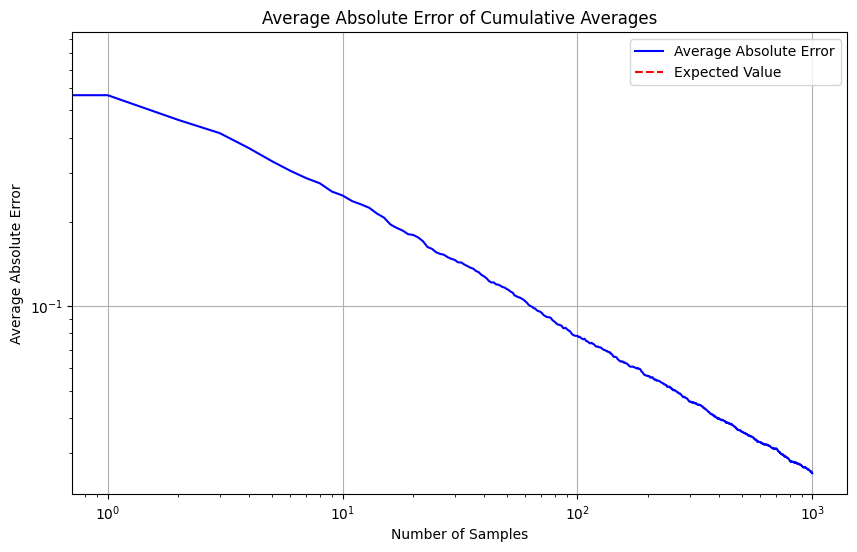 Average Absolute Error of Cumulative Averages
Average Absolute Error
Expected Value
Average Absolute Error
10⁻¹
10⁰
10¹
10²
10³
Number of Samples